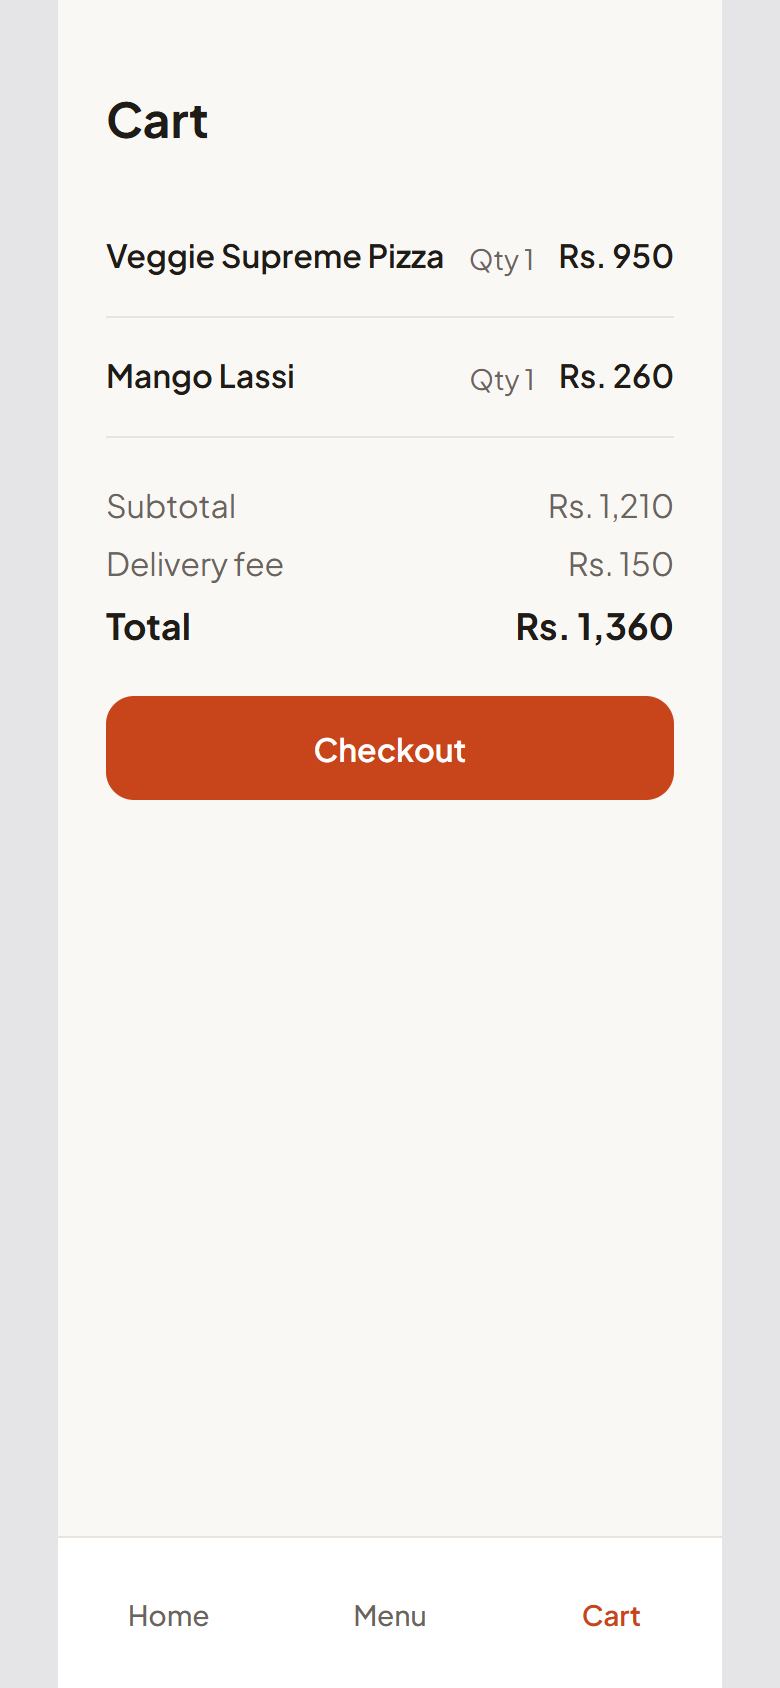 Cart
Veggie Supreme Pizza Qty 1 Rs. 950
Mango Lassi Qty 1 Rs. 260
Subtotal Rs. 1,210
Delivery fee Rs. 150
Total Rs. 1,360
Checkout
Home Menu Cart